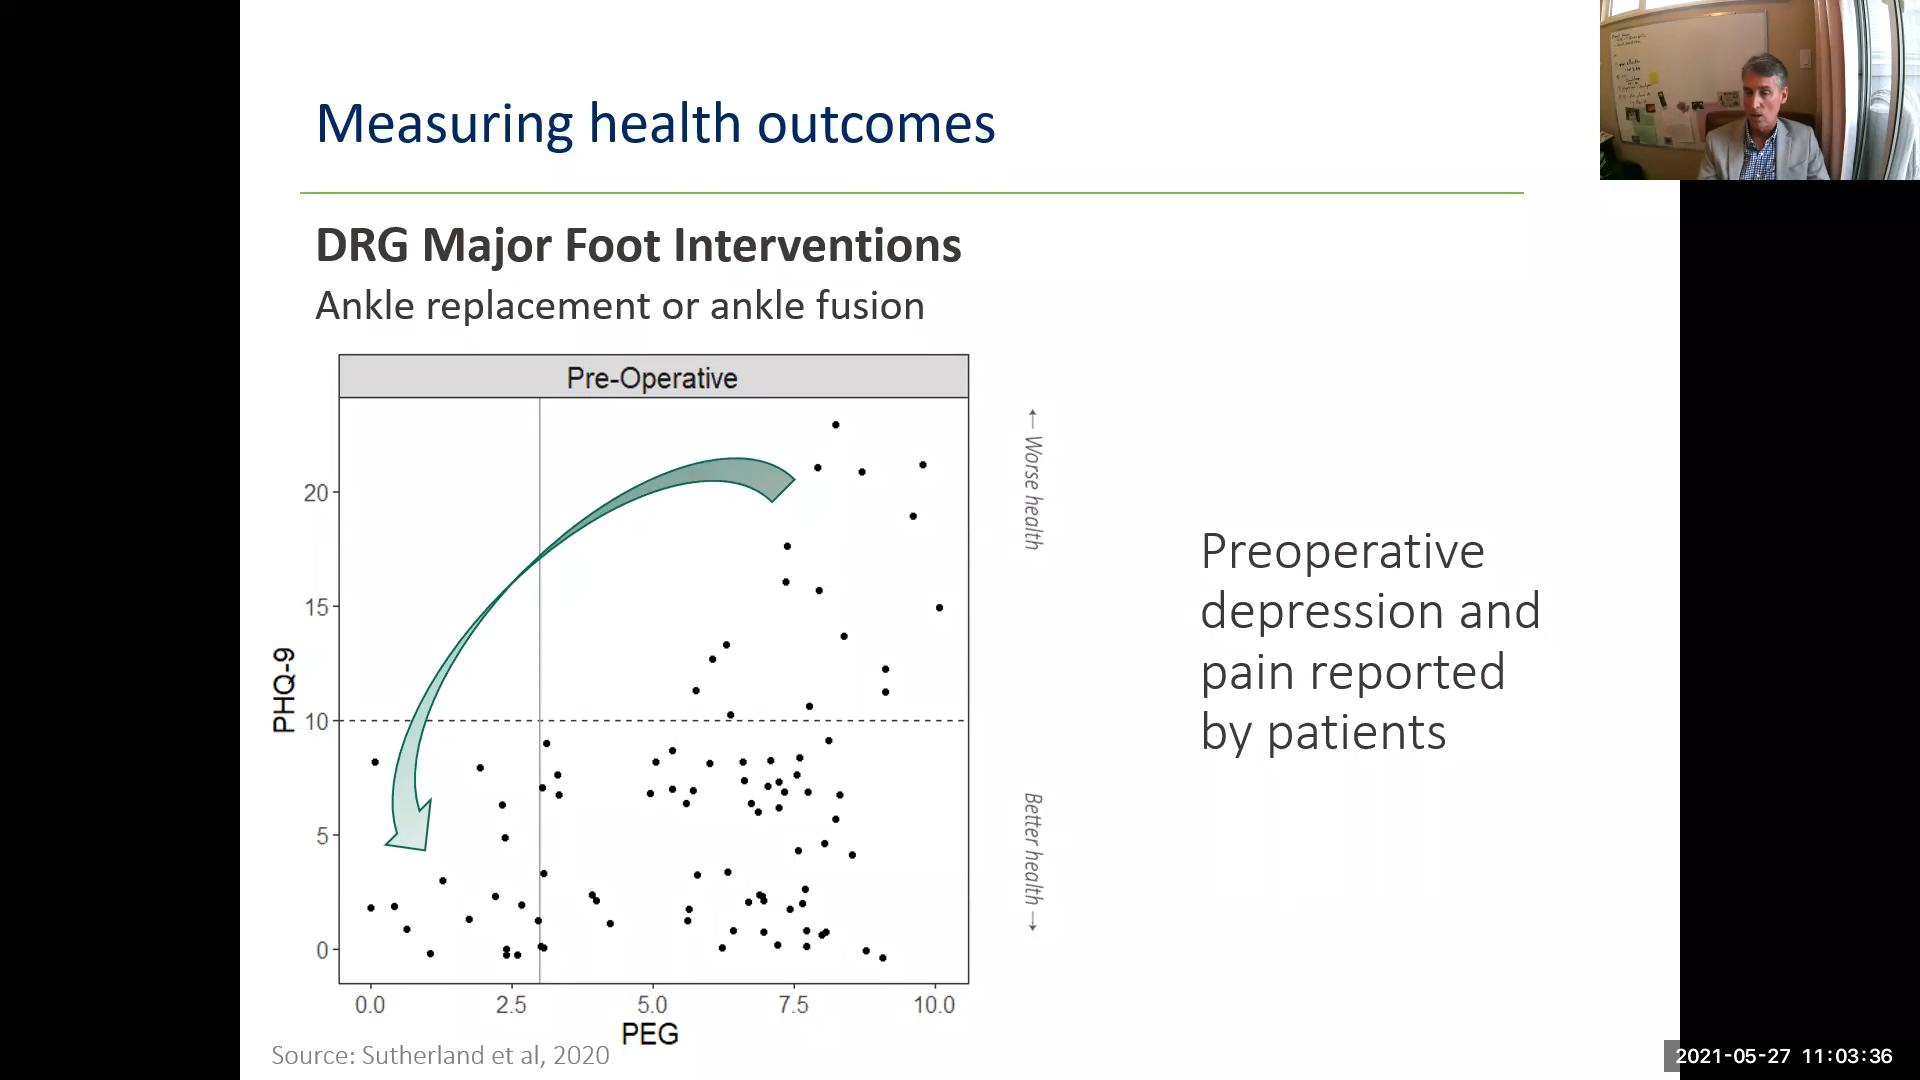 Measuring health outcomes
DRG Major Foot Interventions
Ankle replacement or ankle fusion
Pre-Operative
20
15
10
5
0
PHQ-9
0.0 2.5 5.0 7.5 10.0
PEG
← Worse health
Better health →
Preoperative
depression and
pain reported
by patients
Source: Sutherland et al, 2020
2021-05-27 11:03:36